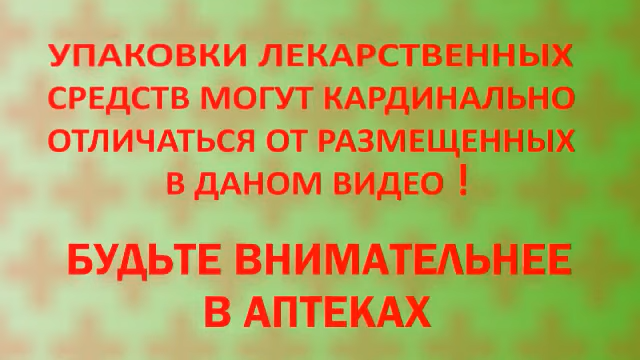 УПАКОВКИ ЛЕКАРСТВЕННЫХ
СРЕДСТВ МОГУТ КАРДИНАЛЬНО
ОТЛИЧАТЬСЯ ОТ РАЗМЕЩЕННЫХ
В ДАНОМ ВИДЕО !
БУДЬТЕ ВНИМАТЕЛЬНЕЕ
В АПТЕКАХ